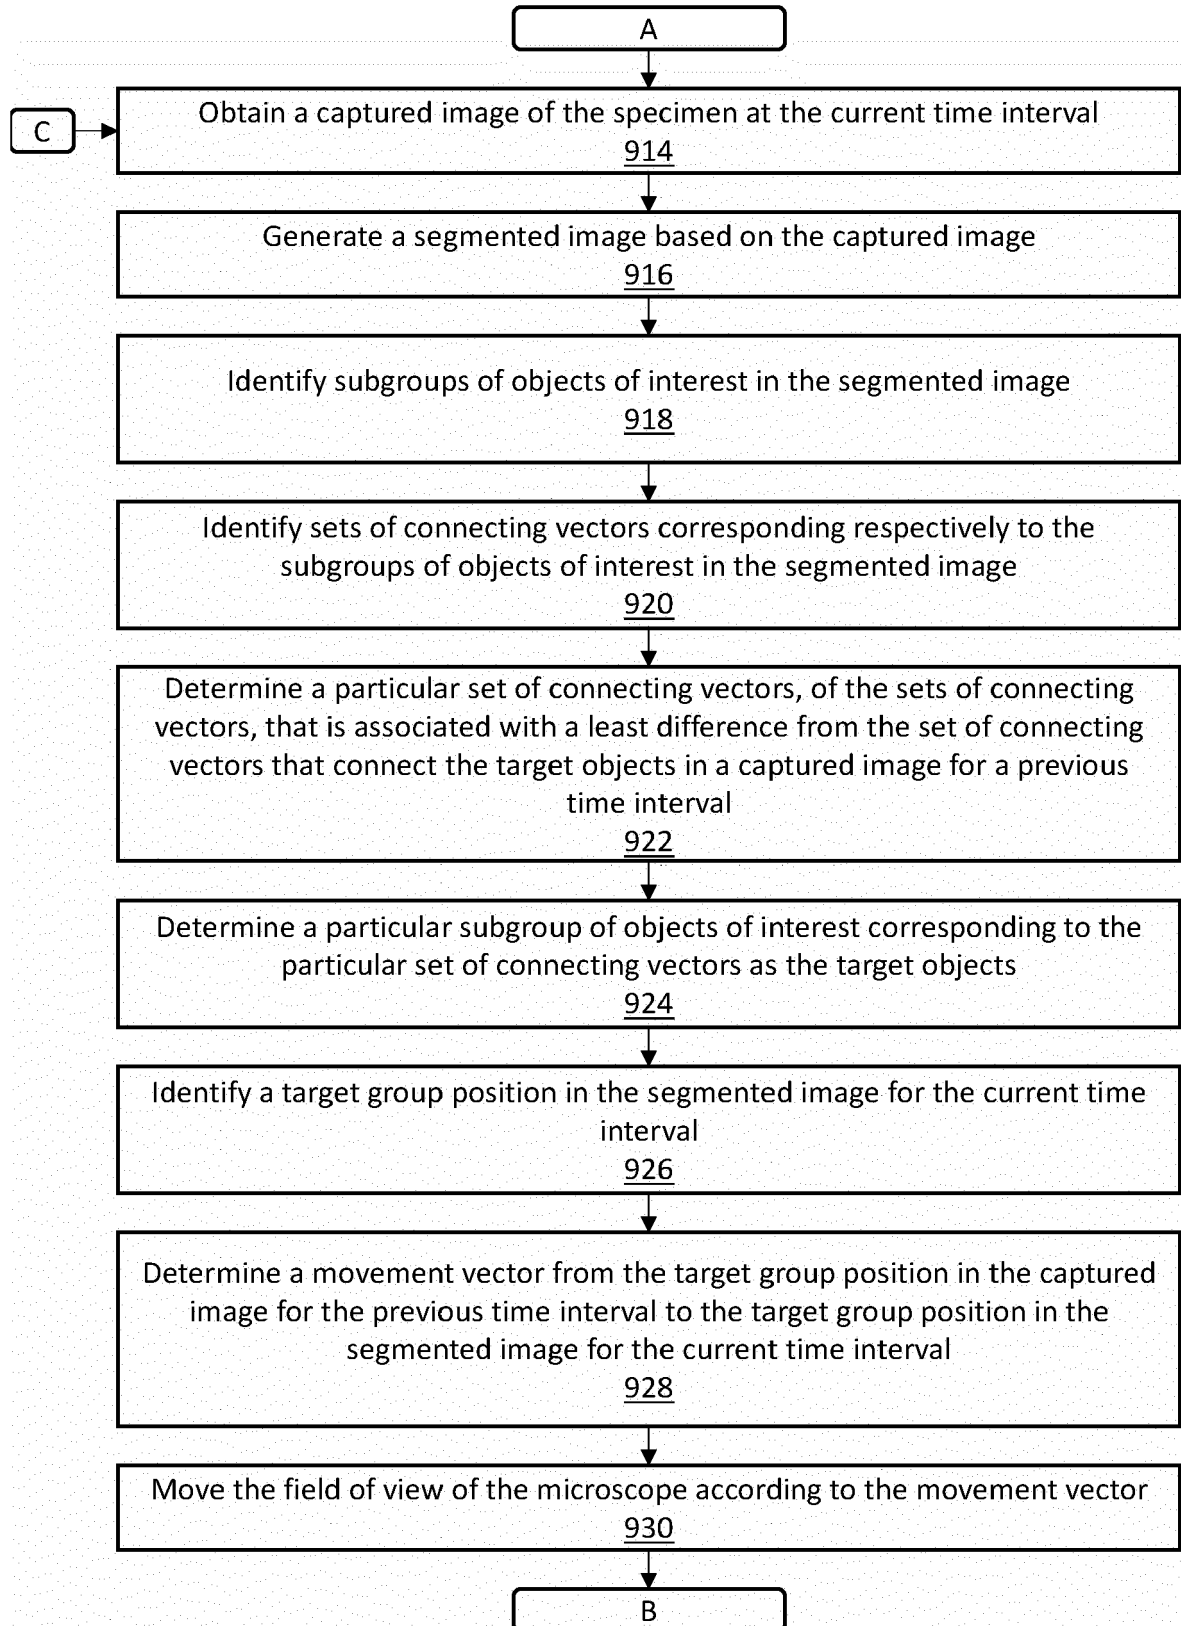 A
C
Obtain a captured image of the specimen at the current time interval
914
Generate a segmented image based on the captured image
916
Identify subgroups of objects of interest in the segmented image
918
Identify sets of connecting vectors corresponding respectively to the
subgroups of objects of interest in the segmented image
920
Determine a particular set of connecting vectors, of the sets of connecting
vectors, that is associated with a least difference from the set of connecting
vectors that connect the target objects in a captured image for a previous
time interval
922
Determine a particular subgroup of objects of interest corresponding to the
particular set of connecting vectors as the target objects
924
Identify a target group position in the segmented image for the current time
interval
926
Determine a movement vector from the target group position in the captured
image for the previous time interval to the target group position in the
segmented image for the current time interval
928
Move the field of view of the microscope according to the movement vector
930
B